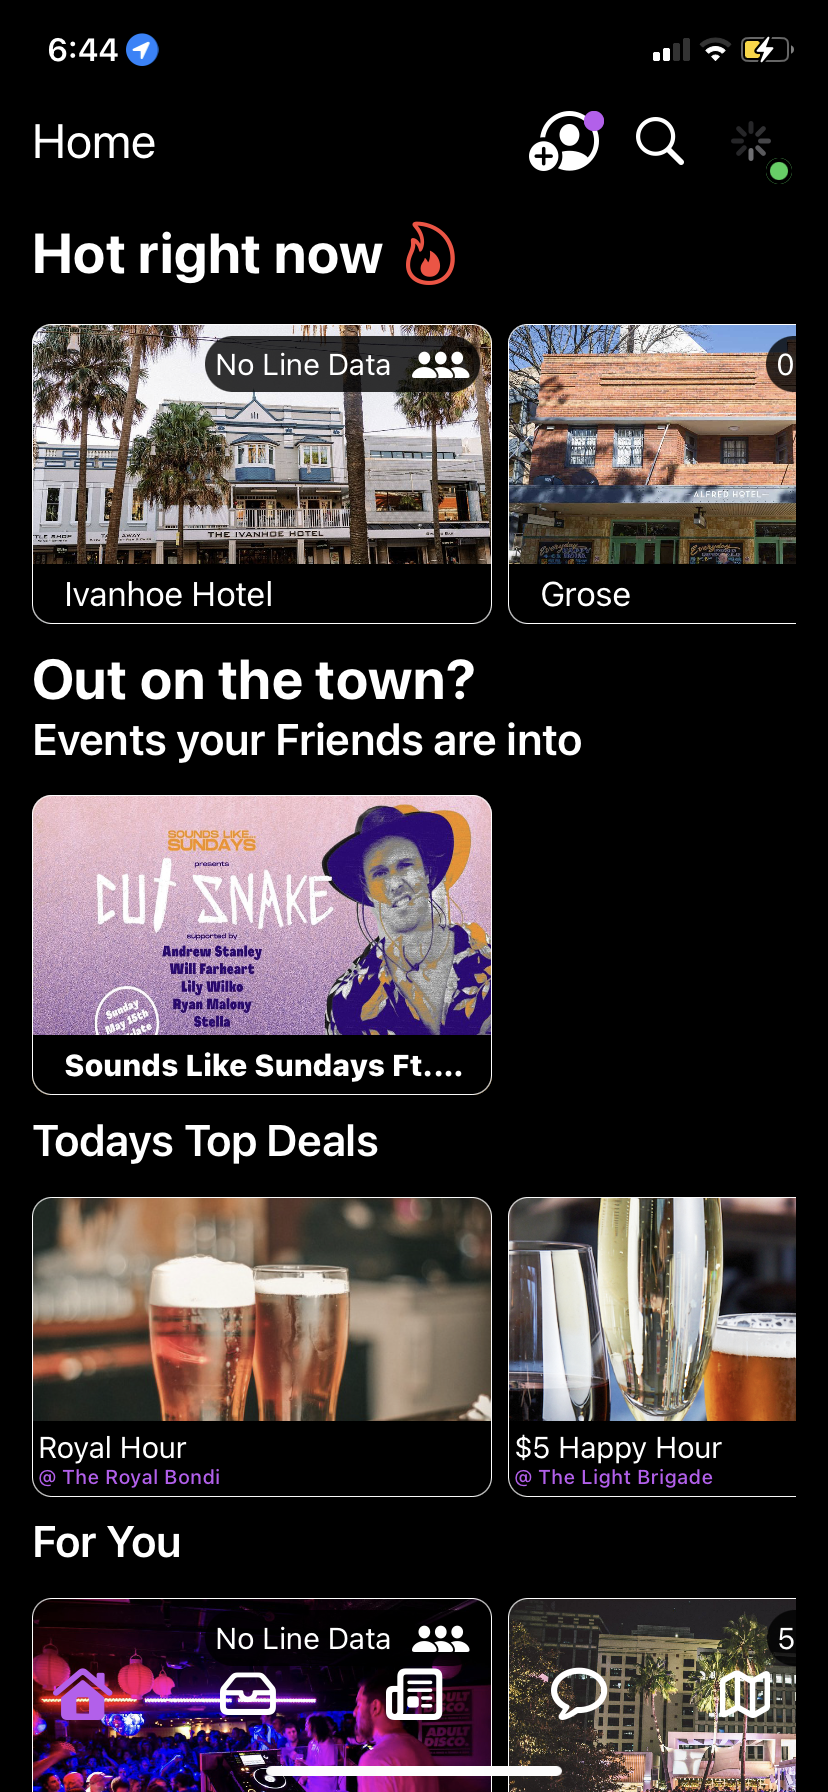 6:44
Home
Hot right now
No Line Data
0
ALFRED HOTEL
THE IVANHOE HOTEL
Ivanhoe Hotel
Grose
Out on the town?
Events your Friends are into
SOUNDS LIKE...
SUNDAYS
presents
CUT SNAKE
supported by
Andrew Stanley
Will Farheart
Lily Wilko
Ryan Malony
Stella
Sunday
May 15th
Sounds Like Sundays Ft....
Todays Top Deals
Royal Hour
@ The Royal Bondi
$5 Happy Hour
@ The Light Brigade
For You
No Line Data
5
ADULT
DISCO.